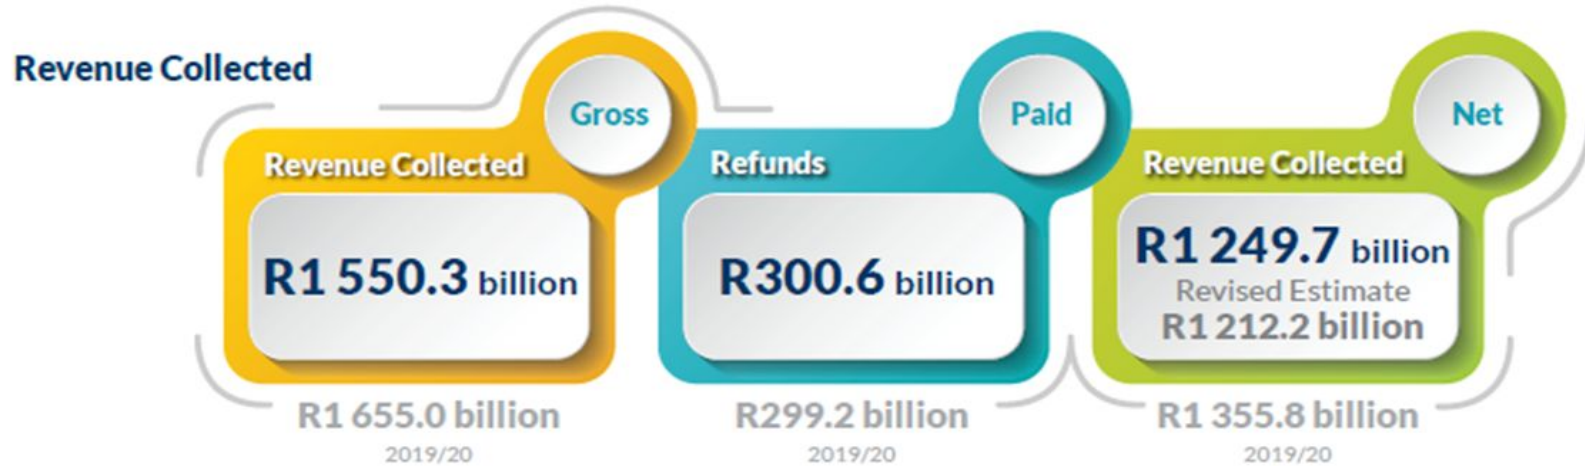 Revenue Collected
Gross
Revenue Collected
R1 550.3 billion
R1 655.0 billion
2019/20
Paid
Refunds
R300.6 billion
R299.2 billion
2019/20
Net
Revenue Collected
R1 249.7 billion
Revised Estimate
R1 212.2 billion
R1 355.8 billion
2019/20